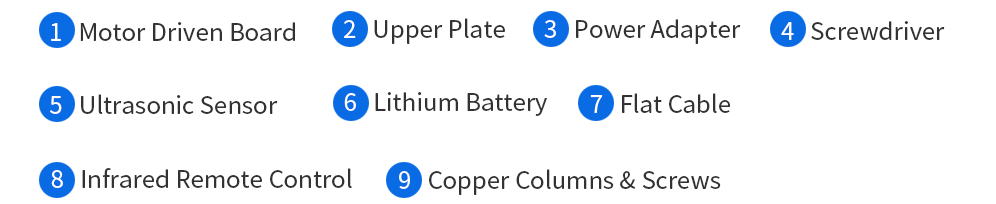 1 Motor Driven Board 2 Upper Plate 3 Power Adapter 4 Screwdriver
5 Ultrasonic Sensor 6 Lithium Battery 7 Flat Cable
8 Infrared Remote Control 9 Copper Columns & Screws